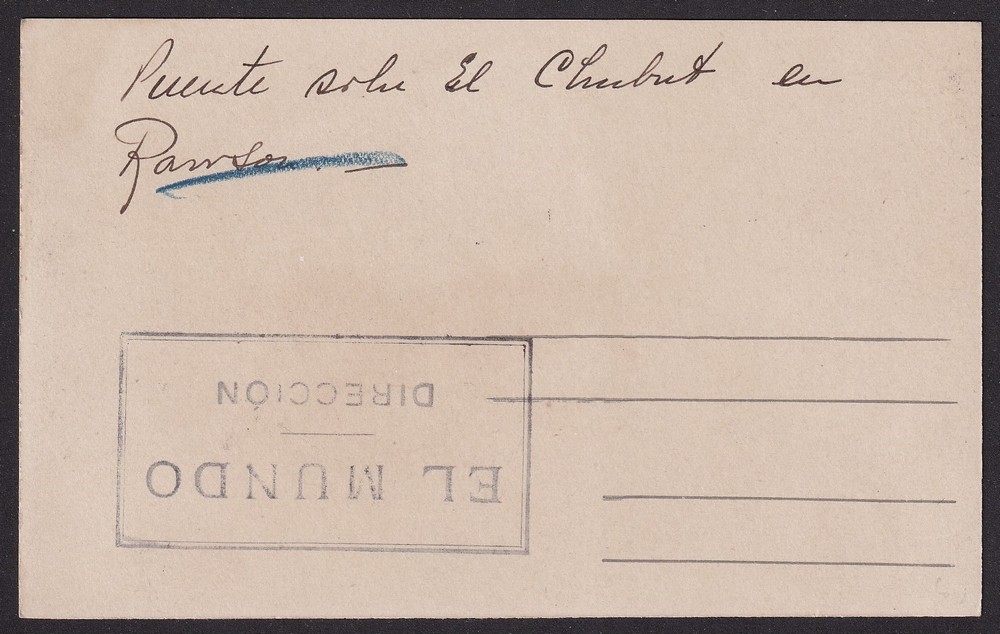 Puente sobre El Chubut en
Rawson.
EL MUNDO
DIRECCIÓN